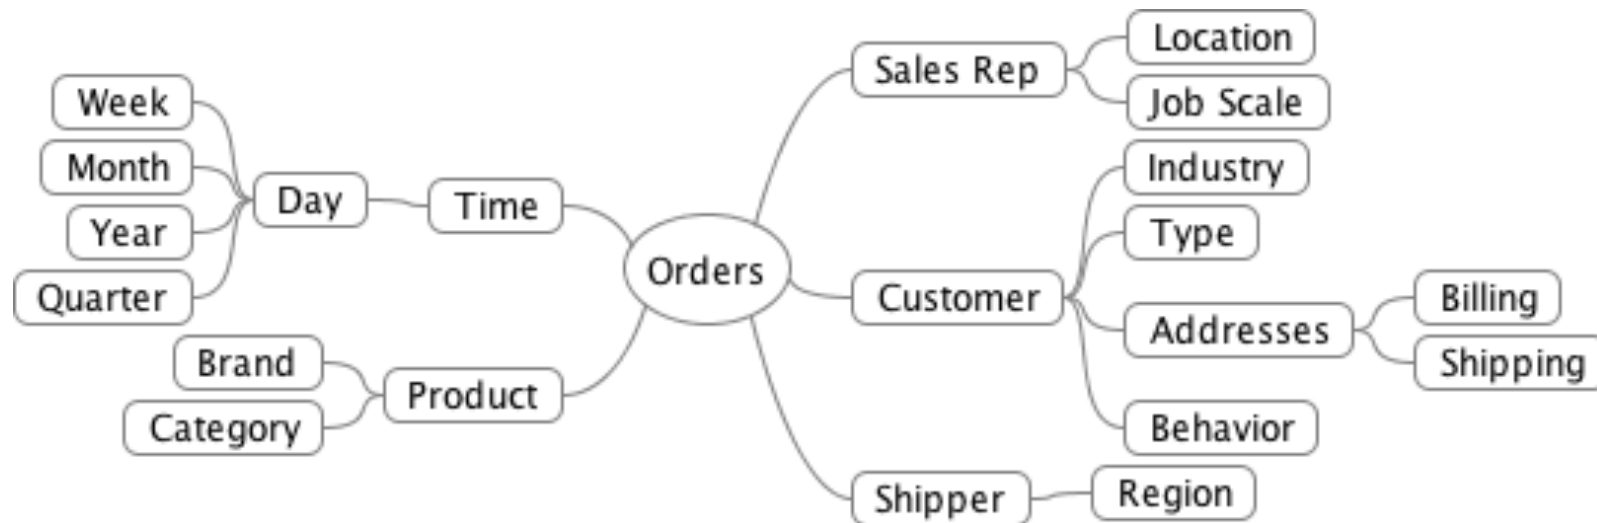 Location
Sales Rep
Job Scale
Week
Month
Industry
Day
Time
Type
Year
Orders
Quarter
Customer
Billing
Addresses
Shipping
Brand
Product
Category
Behavior
Shipper
Region